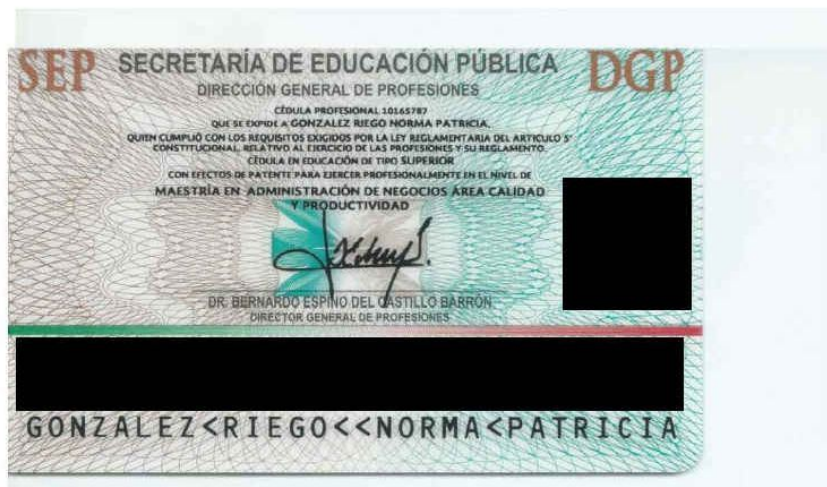 SEP SECRETARÍA DE EDUCACIÓN PÚBLICA DGP
DIRECCIÓN GENERAL DE PROFESIONES
CÉDULA PROFESIONAL 10165787
QUE SE EXPIDE A GONZALEZ RIEGO NORMA PATRICIA,
QUIEN CUMPLIÓ CON LOS REQUISITOS EXIGIDOS POR LA LEY REGLAMENTARIA DEL ARTICULO 5°
CONSTITUCIONAL, RELATIVO AL EJERCICIO DE LAS PROFESIONES Y SU REGLAMENTO.
CÉDULA EN EDUCACIÓN DE TIPO SUPERIOR
CON EFECTOS DE PATENTE PARA EJERCER PROFESIONALMENTE EN EL NIVEL DE
MAESTRÍA EN ADMINISTRACIÓN DE NEGOCIOS ÁREA CALIDAD
Y PRODUCTIVIDAD
DR. BERNARDO ESPINO DEL CASTILLO BARRÓN
DIRECTOR GENERAL DE PROFESIONES
GONZALEZ<RIEGO<<NORMA<PATRICIA